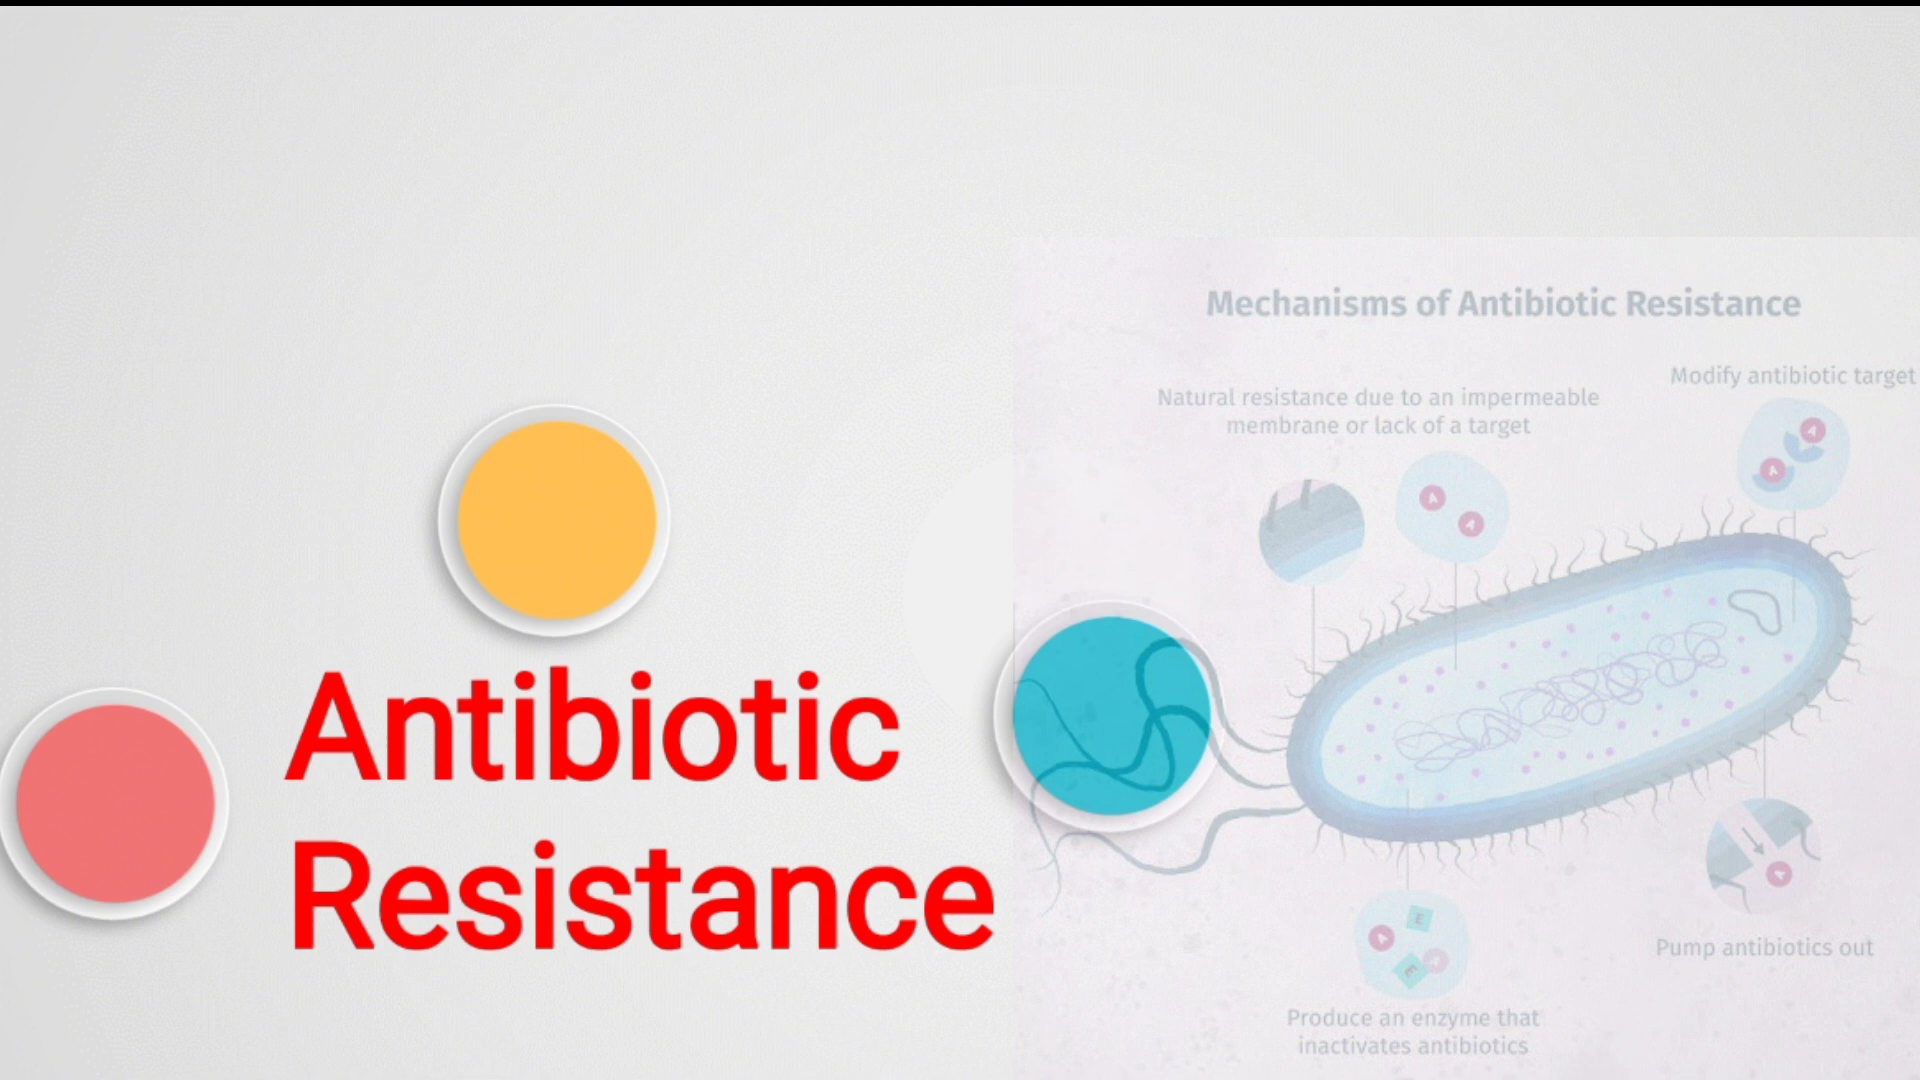 Antibiotic
Resistance
Mechanisms of Antibiotic Resistance
Natural resistance due to an impermeable
membrane or lack of a target
Modify antibiotic target
A
A
A
A
A
E
A
E
A
Pump antibiotics out
Produce an enzyme that
inactivates antibiotics